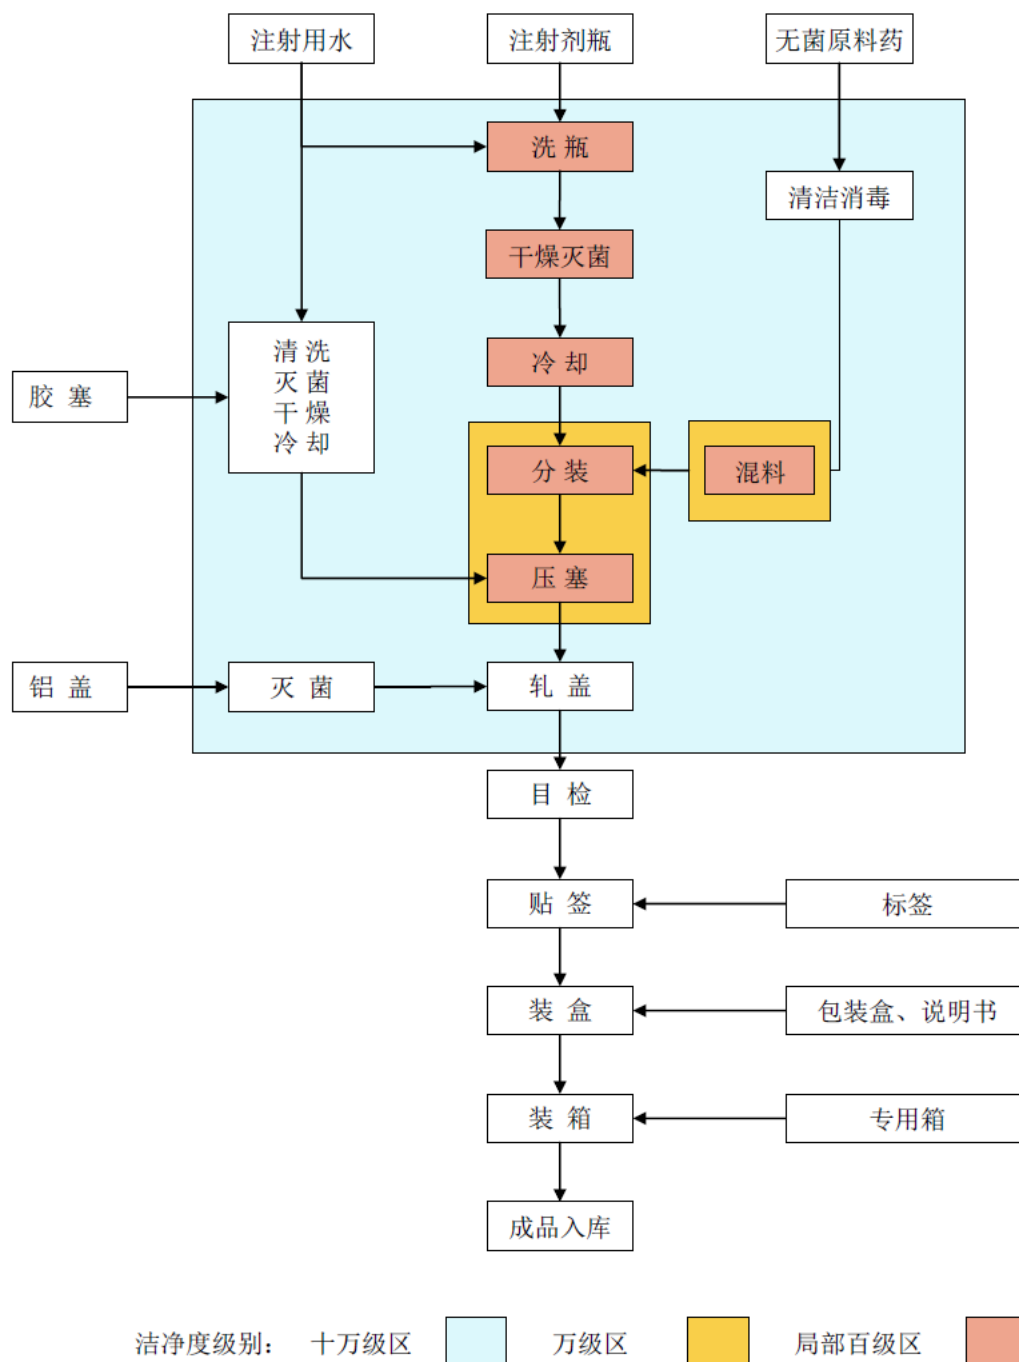 注射用水
注射剂瓶
无菌原料药
洗 瓶
清洁消毒
干燥灭菌
清 洗
灭 菌
干 燥
冷 却
冷 却
胶 塞
分 装
混料
压 塞
铝 盖
灭 菌
轧 盖
目 检
贴 签
标签
装 盒
包装盒、说明书
装 箱
专用箱
成品入库
洁净度级别： 十万级区 万级区 局部百级区